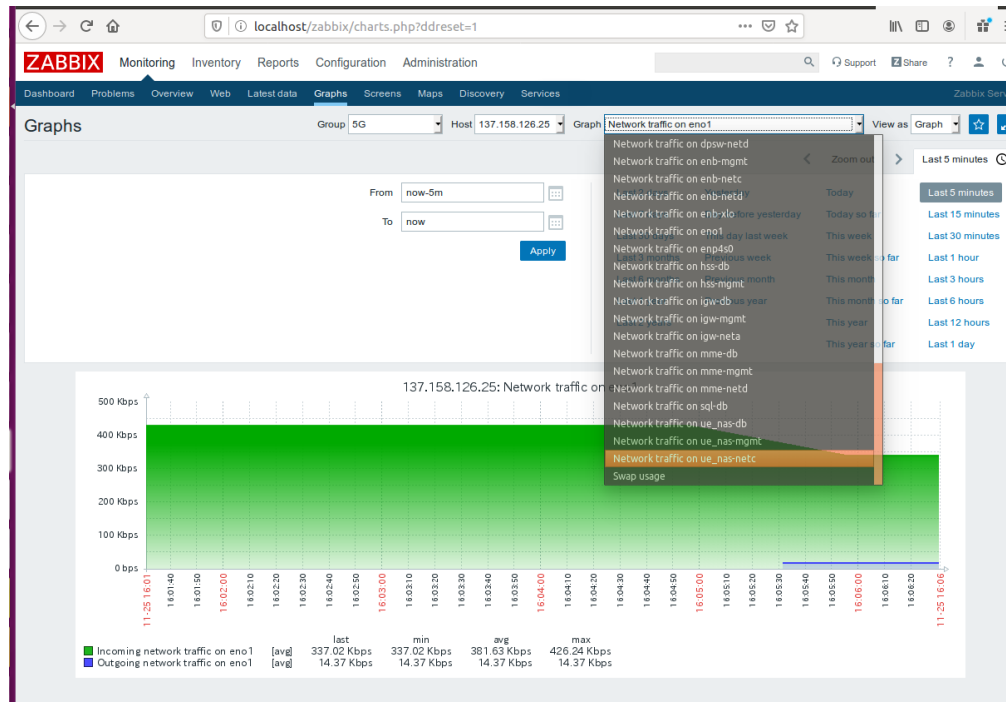 localhost/zabbix/charts.php?ddreset=1
ZABBIX Monitoring Inventory Reports Configuration Administration Support Z Share ?
Dashboard Problems Overview Web Latest data Graphs Screens Maps Discovery Services Zabbix Serv
Graphs Group 5G Host 137.158.126.25 Graph Network traffic on eno1 View as Graph
Network traffic on dpsw-netd
Network traffic on enb-mgmt
Network traffic on enb-netc
Network traffic on enb-netd
Network traffic on enb-xlo
Network traffic on eno1
Network traffic on enp4s0
Network traffic on hss-db
Network traffic on hss-mgmt
Network traffic on igw-db
Network traffic on igw-mgmt
Network traffic on igw-neta
Network traffic on mme-db
Network traffic on mme-mgmt
Network traffic on mme-netd
Network traffic on sql-db
Network traffic on ue_nas-db
Network traffic on ue_nas-mgmt
Network traffic on ue_nas-netc
Swap usage
Zoom out Last 5 minutes
From now-5m
To now
Apply
Yesterday Today Last 5 minutes
before yesterday Today so far Last 15 minutes
This day last week This week Last 30 minutes
Last 3 months Previous week This week so far Last 1 hour
Previous month This month Last 3 hours
year This month so far Last 6 hours
This year Last 12 hours
This year so far Last 1 day
137.158.126.25: Network traffic on eno1
500 Kbps
400 Kbps
300 Kbps
200 Kbps
100 Kbps
0 bps
11-25 16:01
16:01:40
16:01:50
16:02:00
16:02:10
16:02:20
16:02:30
16:02:40
16:02:50
16:03:00
16:03:10
16:03:20
16:03:30
16:03:40
16:03:50
16:04:00
16:04:10
16:04:20
16:04:30
16:04:40
16:04:50
16:05:00
16:05:10
16:05:20
16:05:30
16:05:40
16:05:50
16:06:00
16:06:10
16:06:20
11-25 16:06
last min avg max
Incoming network traffic on eno1 [avg] 337.02 Kbps 337.02 Kbps 381.63 Kbps 426.24 Kbps
Outgoing network traffic on eno1 [avg] 14.37 Kbps 14.37 Kbps 14.37 Kbps 14.37 Kbps